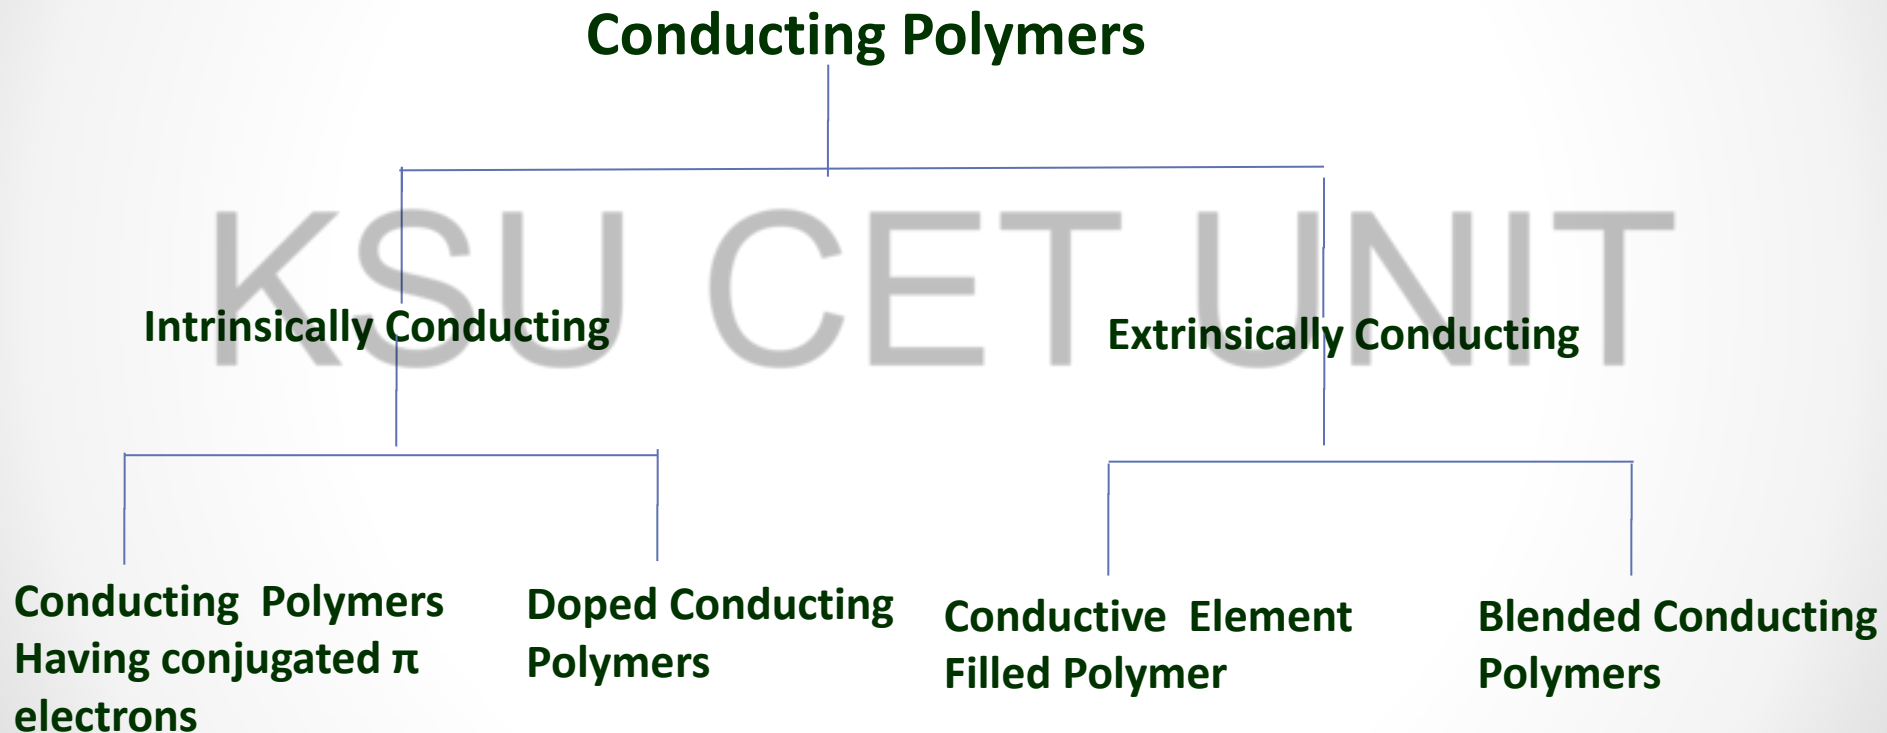 Conducting Polymers
KSU CET UNIT
Intrinsically Conducting
Extrinsically Conducting
Conducting  Polymers
Having conjugated π
electrons
Doped Conducting
Polymers
Conductive  Element
Filled Polymer
Blended Conducting
Polymers